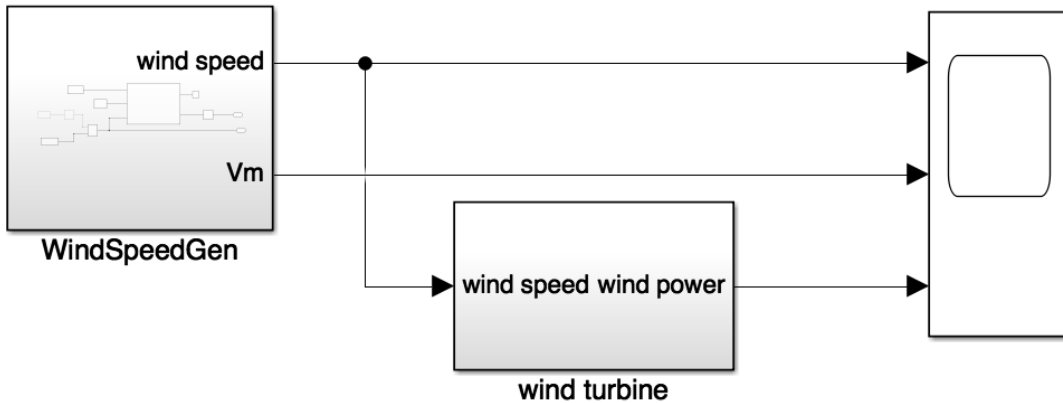 wind speed
Vm
WindSpeedGen
wind speed wind power
wind turbine